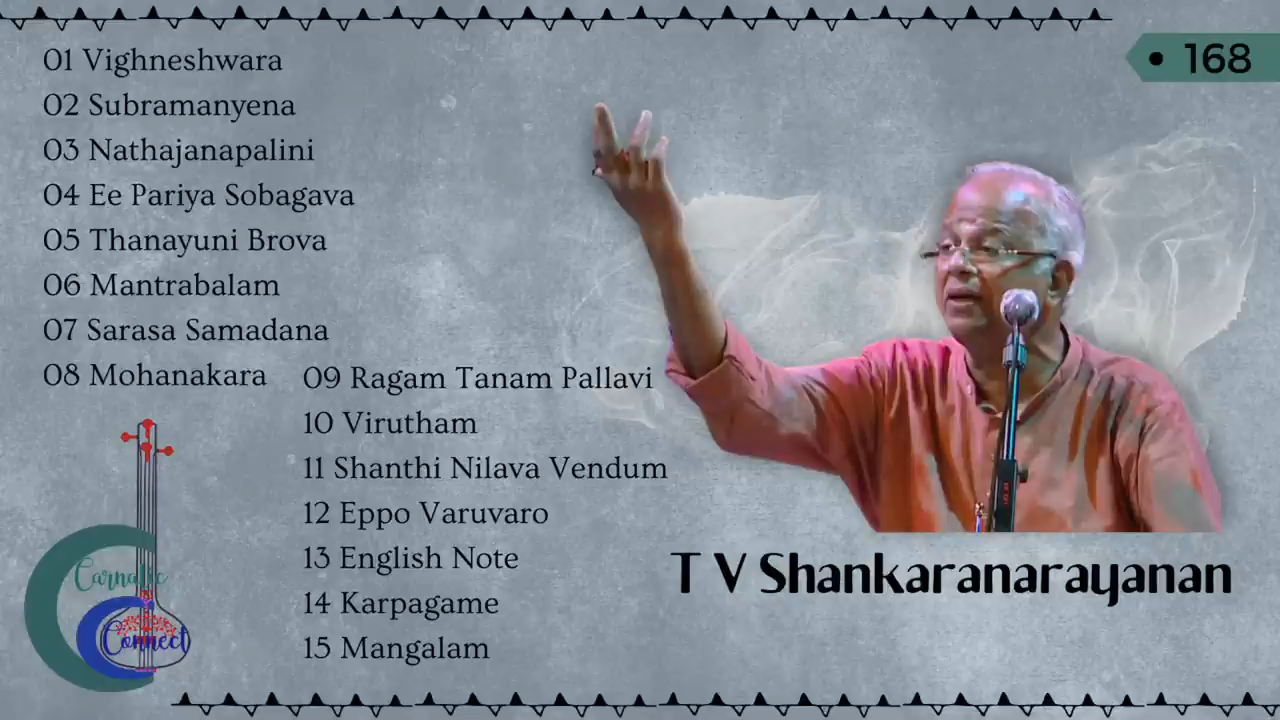 01 Vighneshwara
02 Subramanyena
03 Nathajanapalini
04 Ee Pariya Sobagava
05 Thanayuni Brova
06 Mantrabalam
07 Sarasa Samadana
08 Mohanakara
09 Ragam Tanam Pallavi
10 Virutham
11 Shanthi Nilava Vendum
12 Eppo Varuvaro
13 English Note
14 Karpagame
15 Mangalam
• 168
T V Shankaranarayanan
Carnatic
Connect